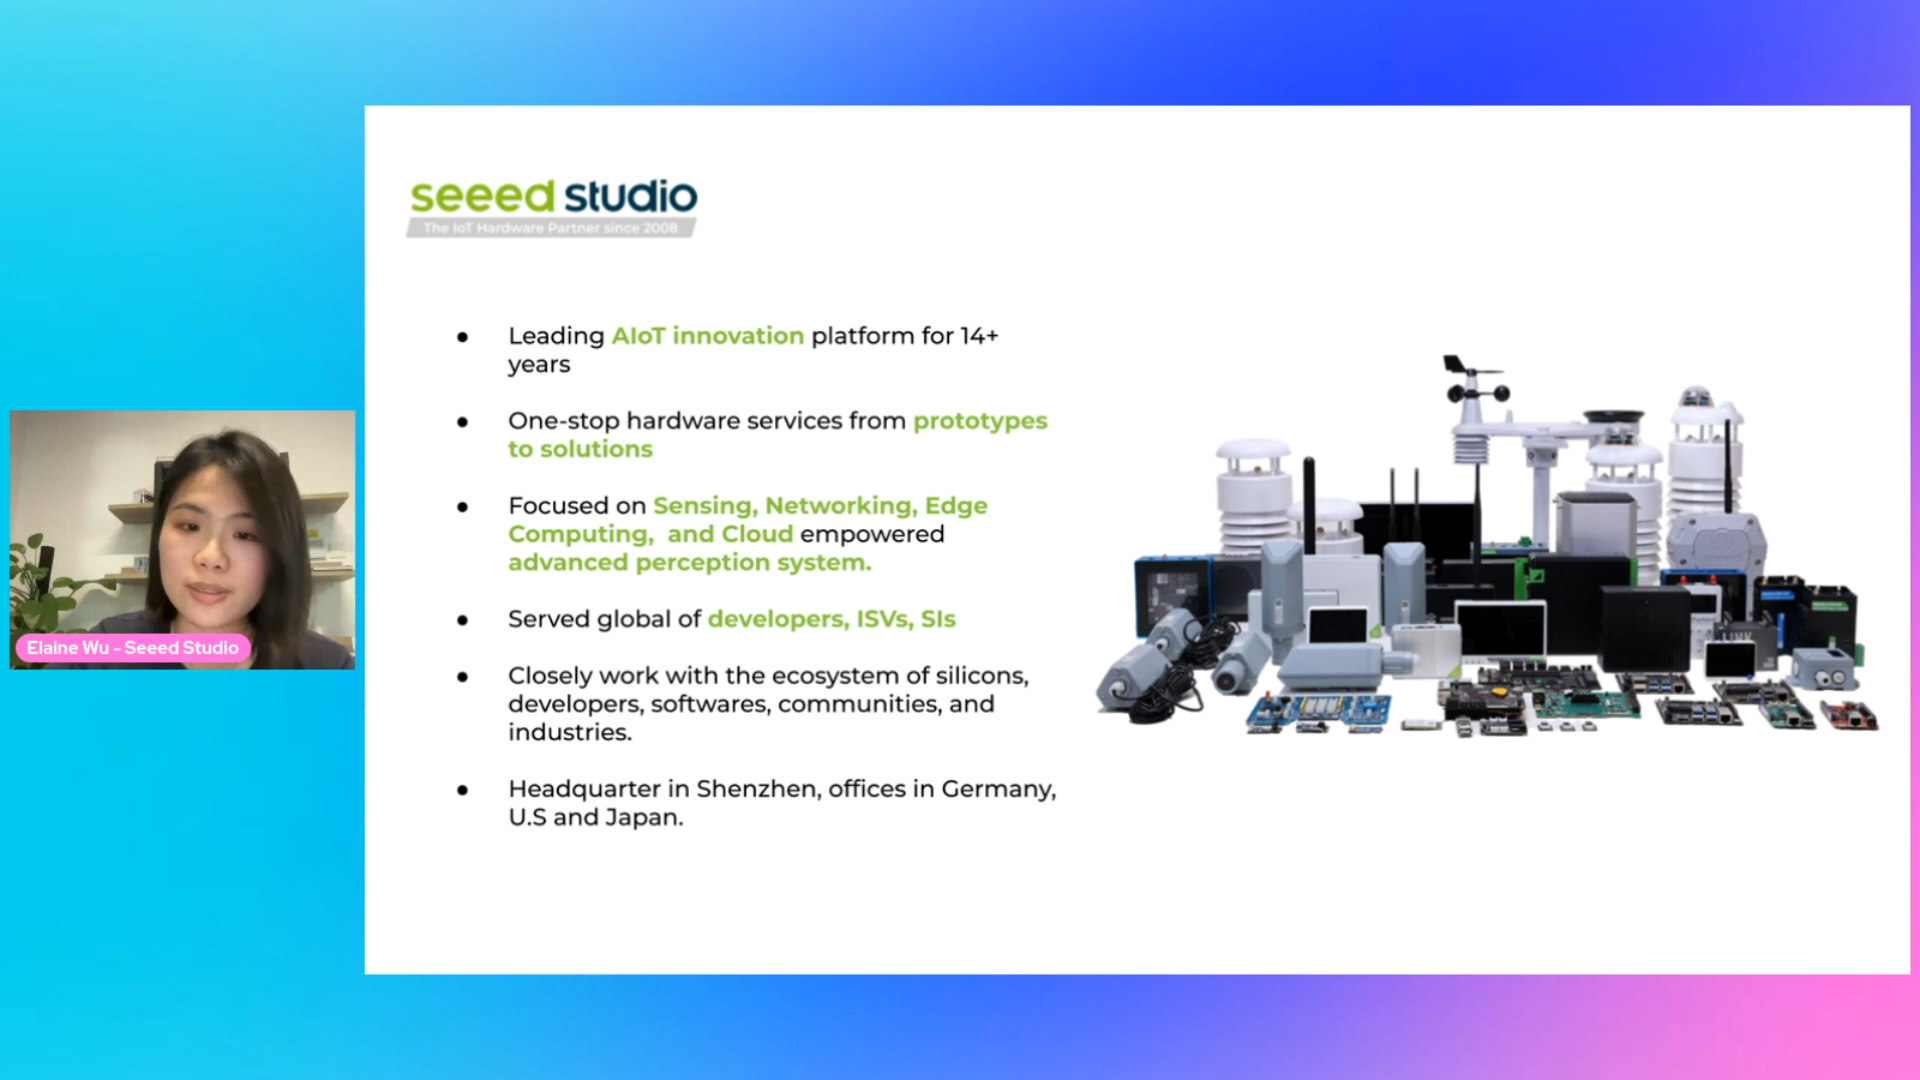 seeed studio
The IoT Hardware Partner since 2008
● Leading AIoT innovation platform for 14+
years
● One-stop hardware services from prototypes
to solutions
● Focused on Sensing, Networking, Edge
Computing,  and Cloud empowered
advanced perception system.
● Served global of developers, ISVs, SIs
● Closely work with the ecosystem of silicons,
developers, softwares, communities, and
industries.
● Headquarter in Shenzhen, offices in Germany,
U.S and Japan.
Elaine Wu - Seeed Studio